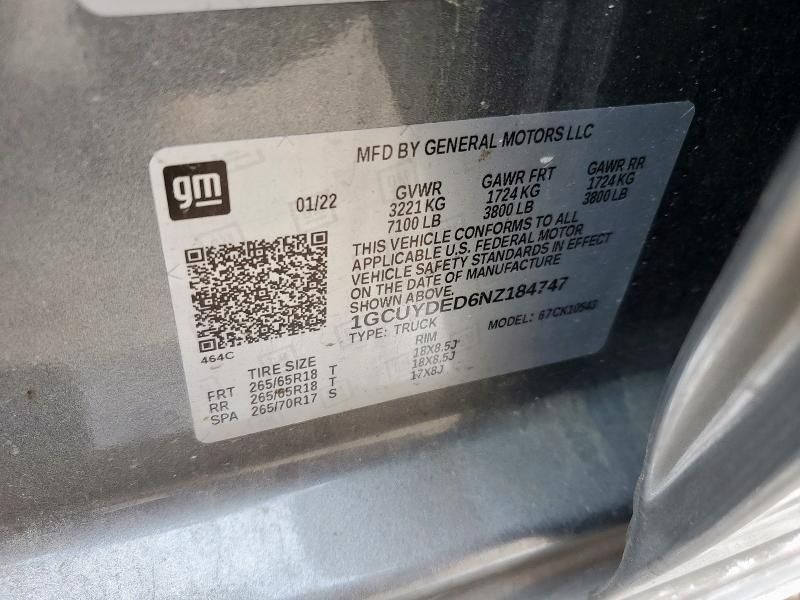 gm
MFD BY GENERAL MOTORS LLC
01/22
GVWR
3221 KG
7100 LB
GAWR FRT
1724 KG
3800 LB
GAWR RR
1724 KG
3800 LB
THIS VEHICLE CONFORMS TO ALL
APPLICABLE U.S. FEDERAL MOTOR
VEHICLE SAFETY STANDARDS IN EFFECT
ON THE DATE OF MANUFACTURE
SHOWN ABOVE.
1GCUYDED6NZ184747
TYPE: TRUCK
MODEL: 67CK10543
464C
TIRE SIZE
RIM
FRT 265/65R18 T 18X8.5J
RR 265/65R18 T 18X8.5J
SPA 265/70R17 S 17X8J